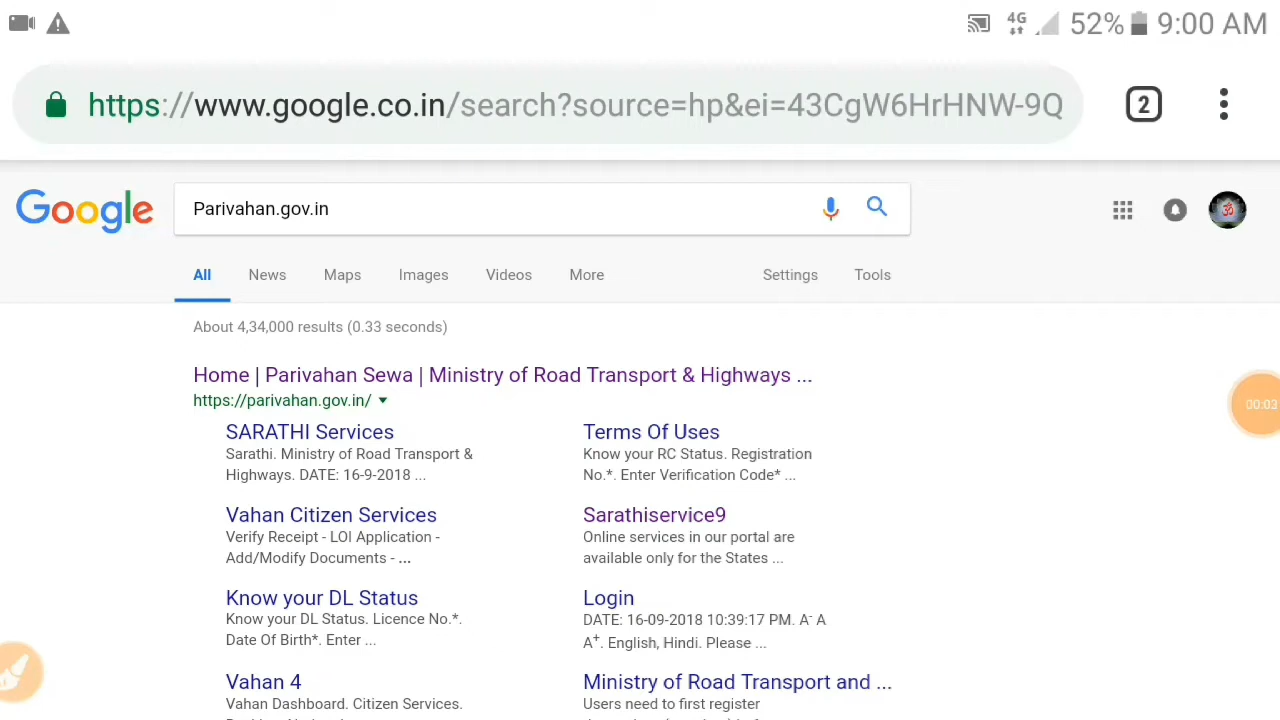 4G 52% 9:00 AM
https://www.google.co.in/search?source=hp&ei=43CgW6HrHNW-9Q
2
Google Parivahan.gov.in
ॐ
All News Maps Images Videos More Settings Tools
About 4,34,000 results (0.33 seconds)
Home | Parivahan Sewa | Ministry of Road Transport & Highways ...
https://parivahan.gov.in/
00:03
SARATHI Services
Sarathi. Ministry of Road Transport &
Highways. DATE: 16-9-2018 ...
Terms Of Uses
Know your RC Status. Registration
No.*. Enter Verification Code* ...
Vahan Citizen Services
Verify Receipt - LOI Application -
Add/Modify Documents - ...
Sarathiservice9
Online services in our portal are
available only for the States ...
Know your DL Status
Know your DL Status. Licence No.*.
Date Of Birth*. Enter ...
Login
DATE: 16-09-2018 10:39:17 PM. A- A
A+. English, Hindi. Please ...
Vahan 4
Vahan Dashboard. Citizen Services.
Ministry of Road Transport and ...
Users need to first register